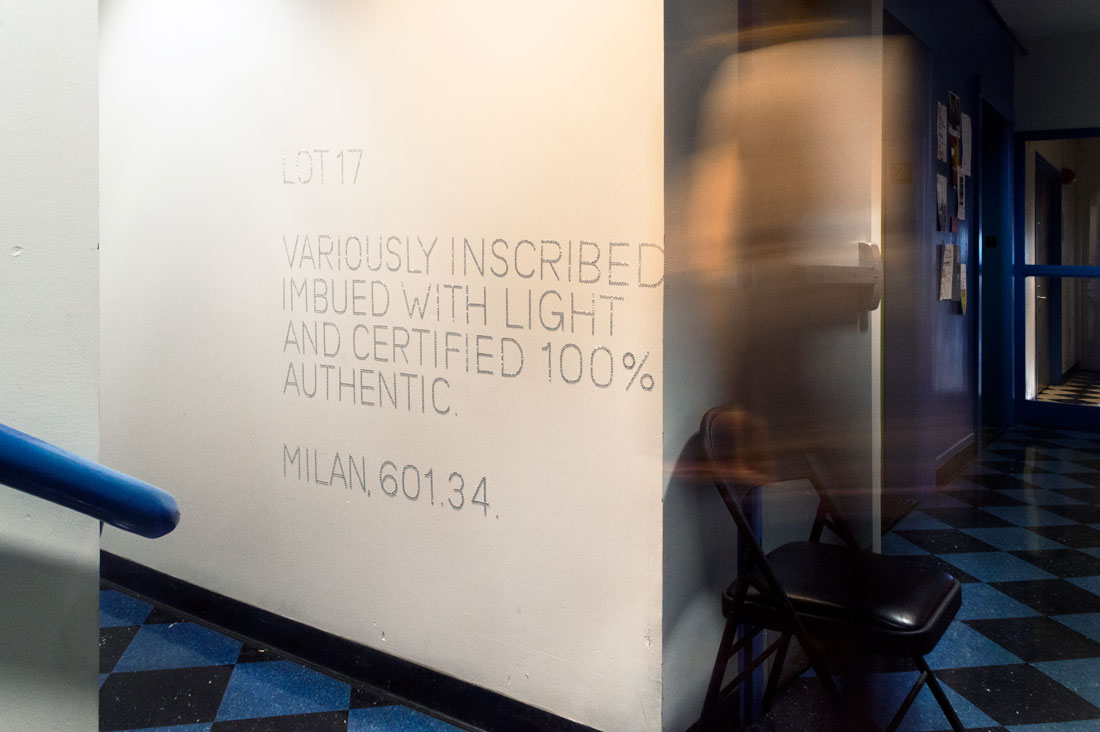 LOT 17
VARIOUSLY INSCRIBED
IMBUED WITH LIGHT
AND CERTIFIED 100%
AUTHENTIC.
MILAN, 601.34.